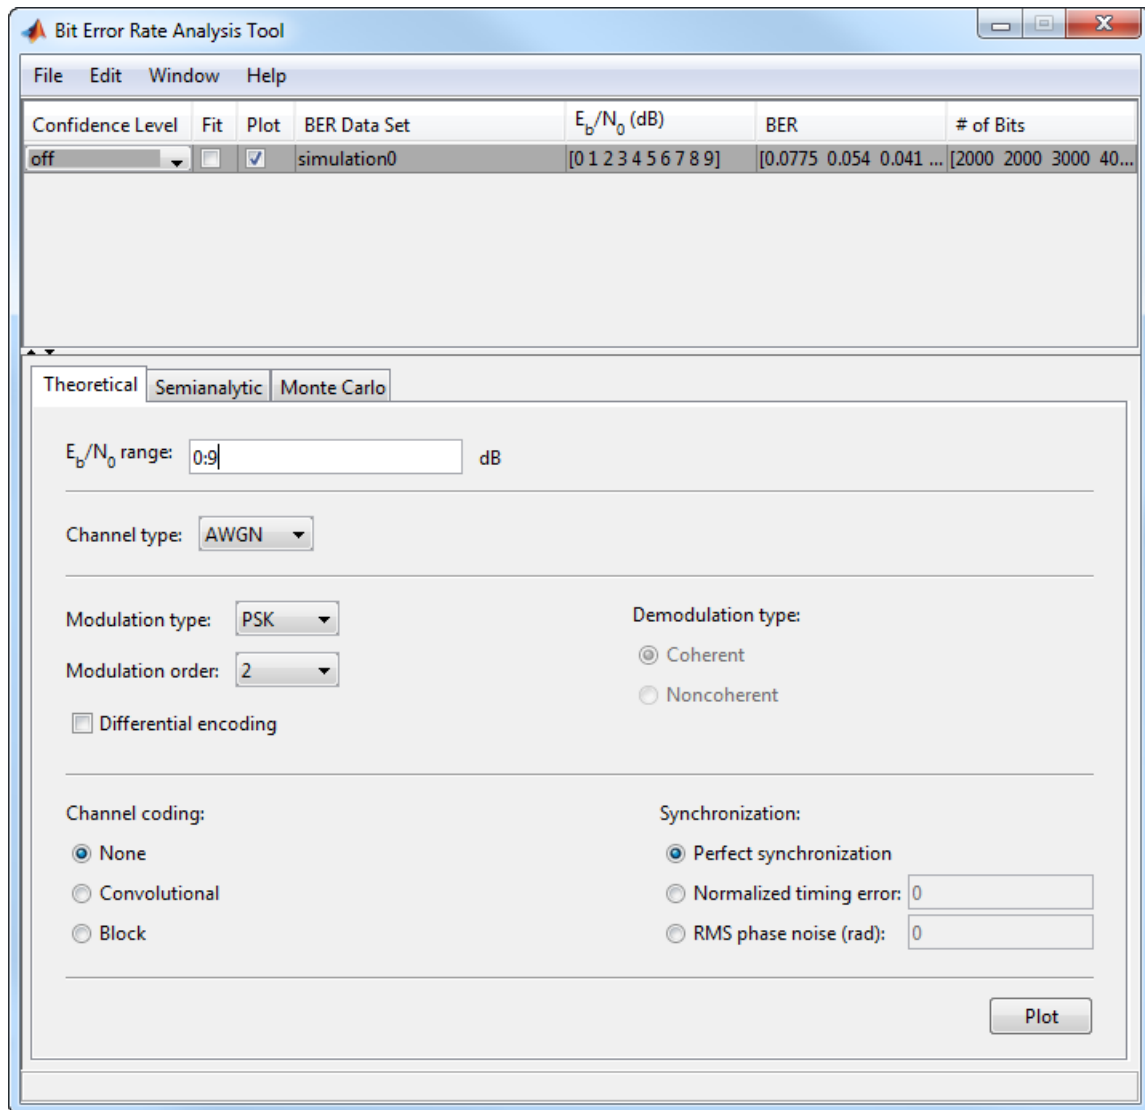 Bit Error Rate Analysis Tool
File Edit Window Help
Confidence Level Fit Plot BER Data Set E_b/N_0 (dB) BER # of Bits
off simulation0 [0 1 2 3 4 5 6 7 8 9] [0.0775 0.054 0.041 ... [2000 2000 3000 40...
Theoretical Semianalytic Monte Carlo
E_b/N_0 range: 0:9 dB
Channel type: AWGN
Modulation type: PSK Demodulation type:
Coherent
Modulation order: 2
Noncoherent
Differential encoding
Channel coding: Synchronization:
None Perfect synchronization
Convolutional Normalized timing error: 0
Block RMS phase noise (rad): 0
Plot